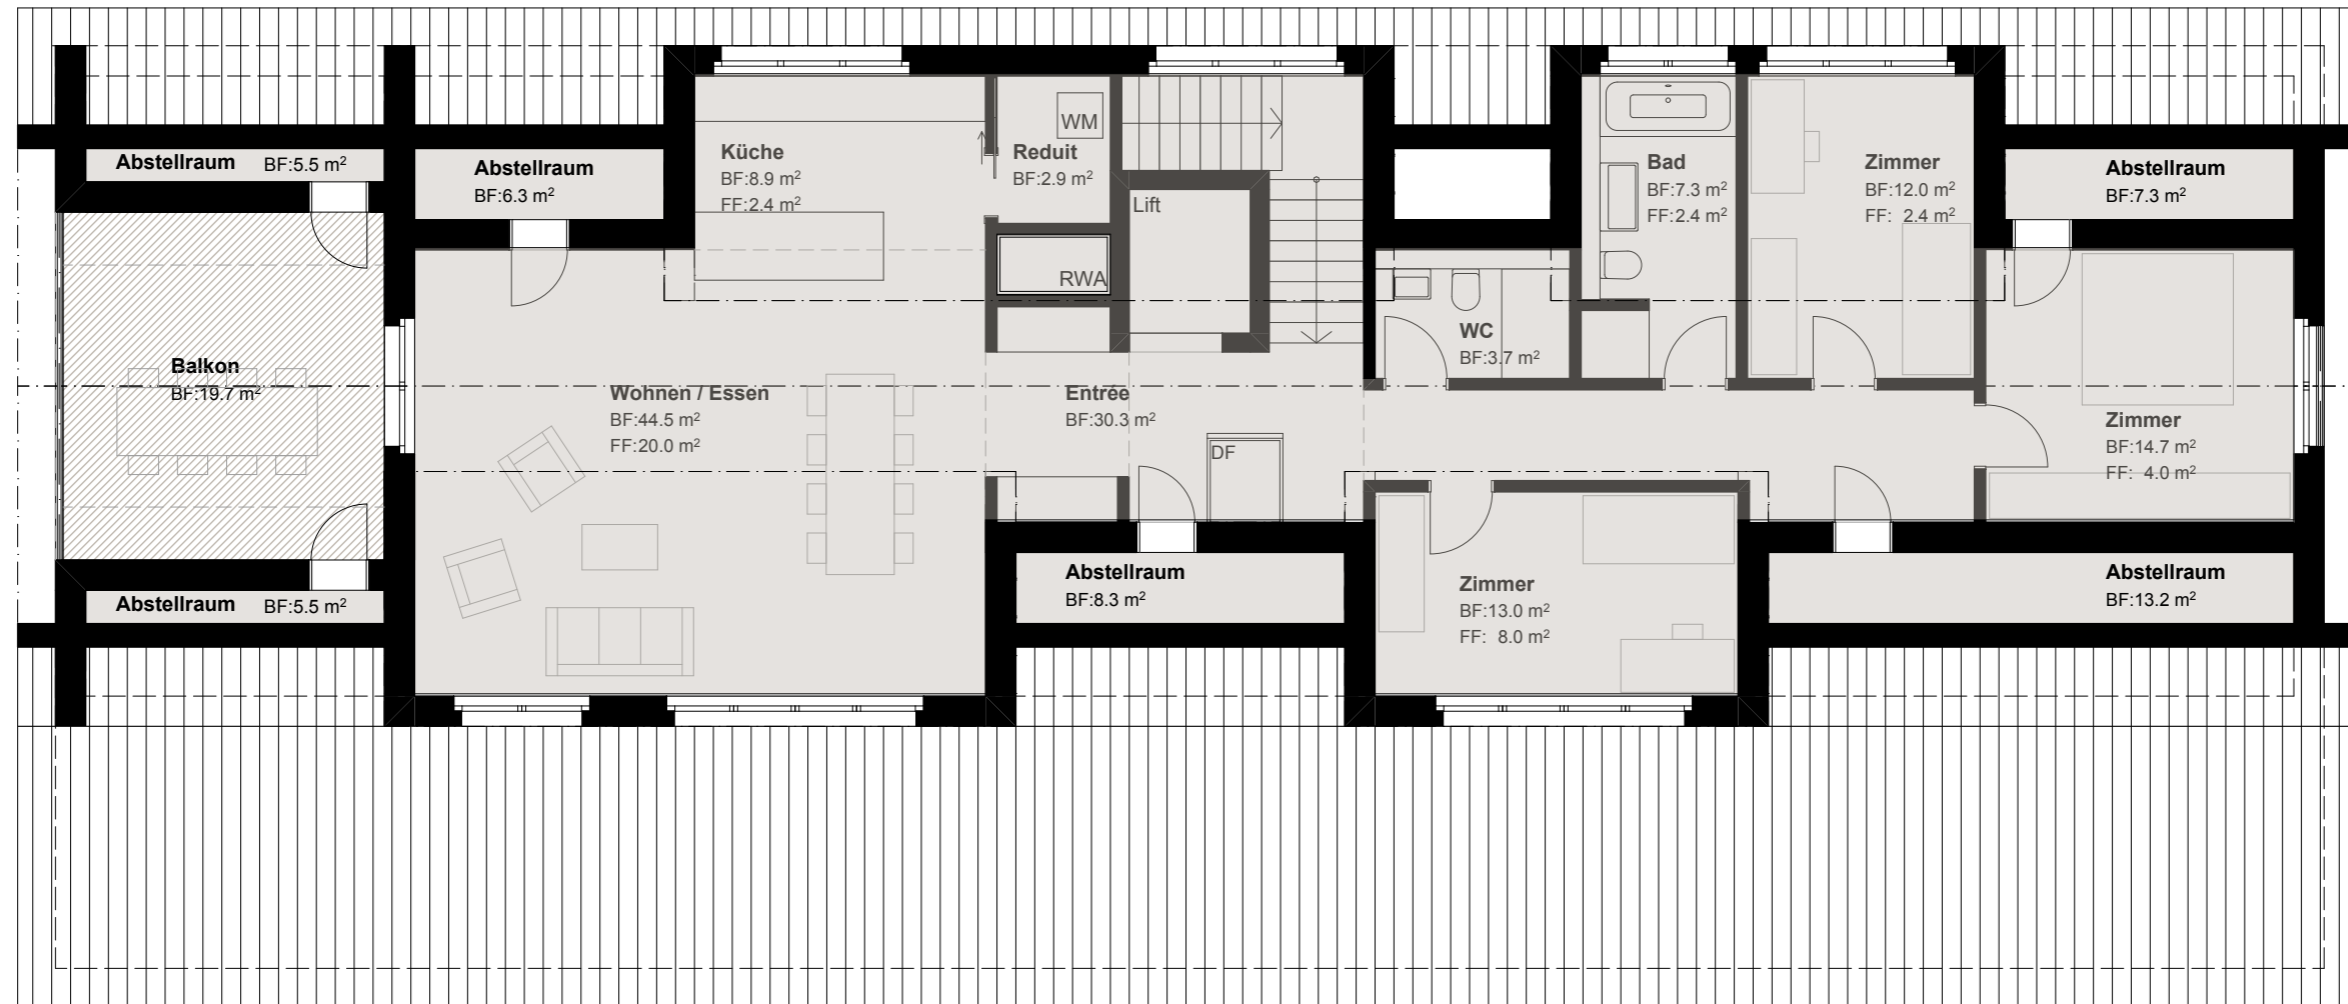 Abstellraum BF:5.5 m²
Abstellraum
BF:6.3 m²
Küche
BF:8.9 m²
FF:2.4 m²
Reduit
BF:2.9 m²
WM
Lift
RWA
Bad
BF:7.3 m²
FF:2.4 m²
Zimmer
BF:12.0 m²
FF: 2.4 m²
Abstellraum
BF:7.3 m²
Balkon
BF:19.7 m²
Wohnen / Essen
BF:44.5 m²
FF:20.0 m²
Entrée
BF:30.3 m²
DF
WC
BF:3.7 m²
Zimmer
BF:14.7 m²
FF: 4.0 m²
Abstellraum BF:5.5 m²
Abstellraum
BF:8.3 m²
Zimmer
BF:13.0 m²
FF: 8.0 m²
Abstellraum
BF:13.2 m²